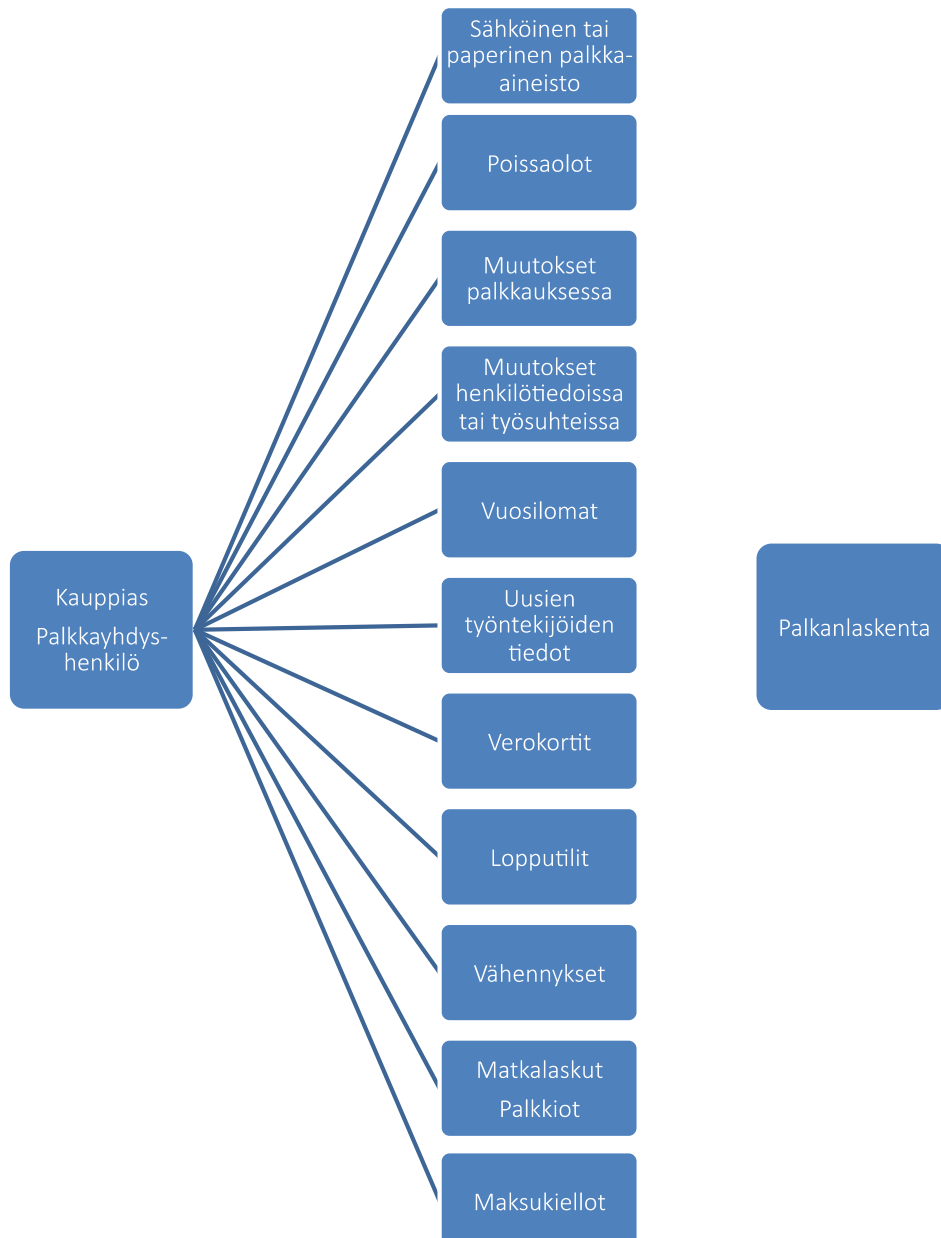 Sähköinen tai
paperinen palkka-
aineisto
Poissaolot
Muutokset
palkkauksessa
Muutokset
henkilötiedoissa
tai työsuhteissa
Vuosilomat
Kauppias
Palkkayhdys-
henkilö
Uusien
työntekijöiden
tiedot
Palkanlaskenta
Verokortit
Lopputilit
Vähennykset
Matkalaskut
Palkkiot
Maksukiellot